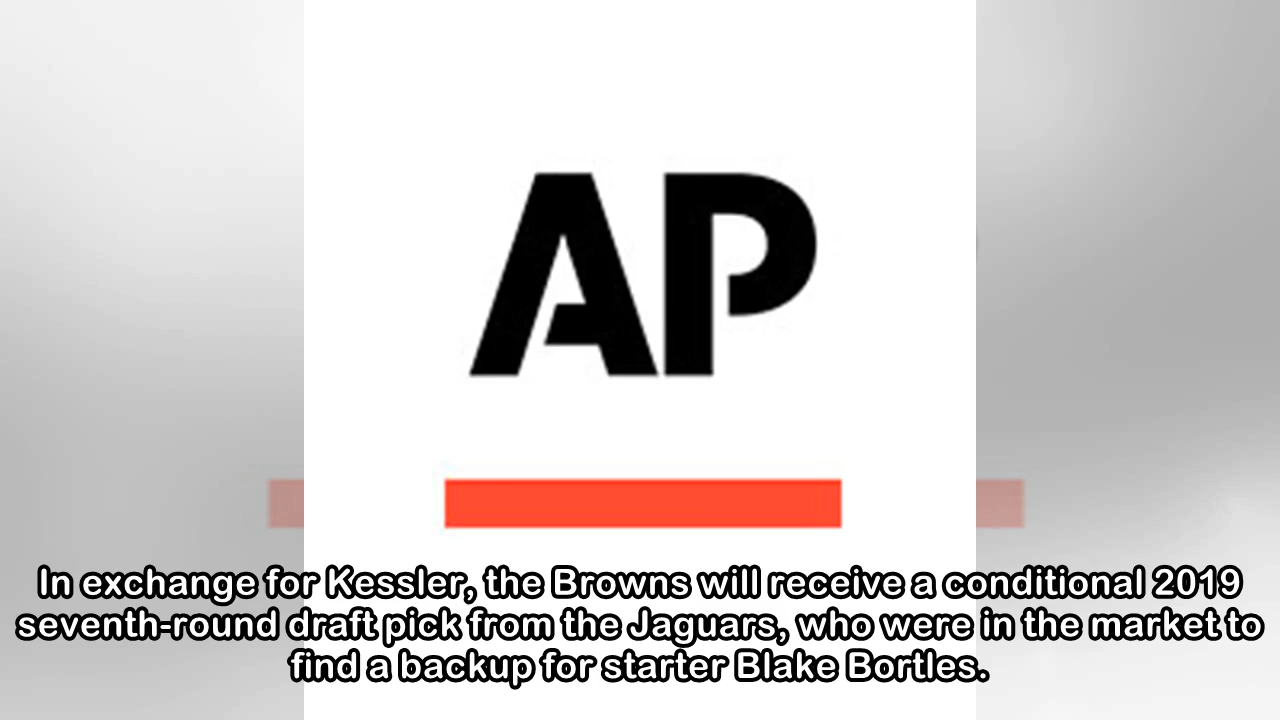 AP
In exchange for Kessler, the Browns will receive a conditional 2019
seventh-round draft pick from the Jaguars, who were in the market to
find a backup for starter Blake Bortles.